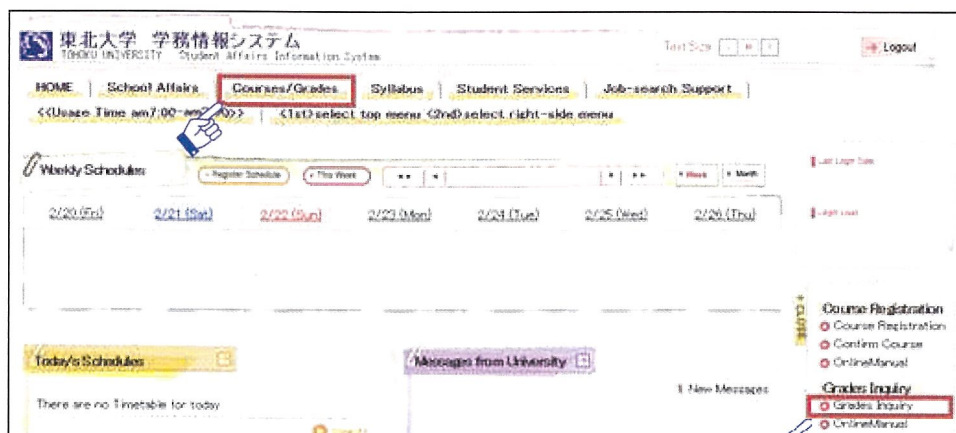 東北大学 学務情報システム
TOHOKU UNIVERSITY Student Affairs Information System
Text Size
Logout
HOME | School Affairs | Courses/Grades | Syllabus | Student Services | Job-search Support
<<Usage Time am7:00- | <1st>select top menu <2nd>select right-side menu
Weekly Schedules
Register Schedule
This Week
Week
Month
Last Login Date
2/20 (Fri) 2/21 (Sat) 2/22 (Sun) 2/23 (Mon) 2/24 (Tue) 2/25 (Wed) 2/26 (Thu)
CLOSE
Course Registration
Course Registration
Confirm Course
OnlineManual
Grades Inquiry
Grades Inquiry
OnlineManual
Today's Schedules
There are no Timetable for today
Messages from University
1 New Messages